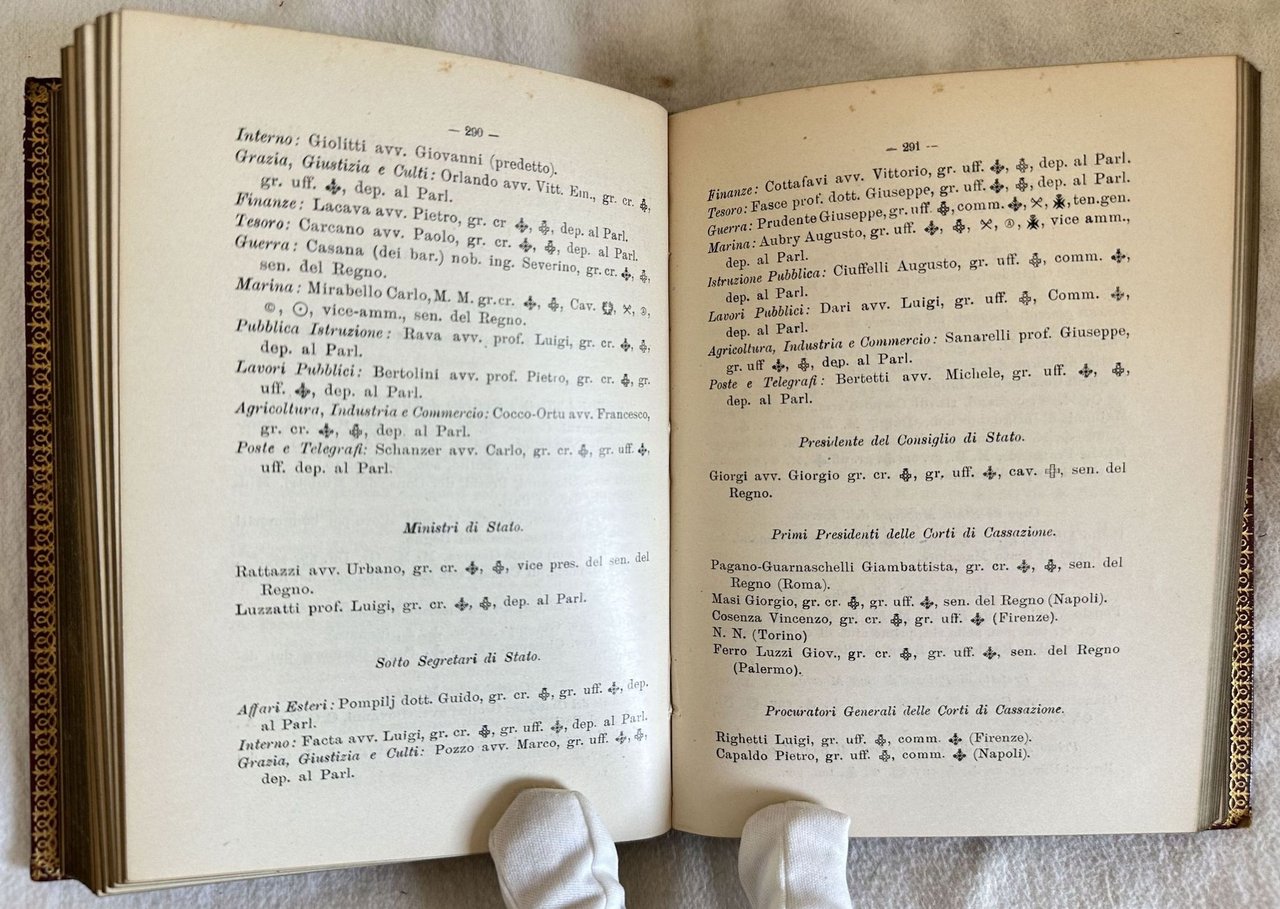 — 290 —
Interno: Giolitti avv. Giovanni (predetto).
Grazia, Giustizia e Culti: Orlando avv. Vitt. Em., gr. cr. ,
gr. uff. , dep. al Parl.
Finanze: Lacava avv. Pietro, gr. cr , , dep. al Parl.
Tesoro: Carcano avv. Paolo, gr. cr. , , dep. al Parl.
Guerra: Casana (dei bar.) nob. ing. Severino, gr. cr. , ,
sen. del Regno.
Marina: Mirabello Carlo, M. M. gr. cr. , , Cav. , , ,
©, ⊙, vice-amm., sen. del Regno.
Pubblica Istruzione: Rava avv. prof. Luigi, gr. cr. , ,
dep. al Parl.
Lavori Pubblici: Bertolini avv. prof. Pietro, gr. cr. , gr.
uff. , dep. al Parl.
Agricoltura, Industria e Commercio: Cocco-Ortu avv. Francesco,
gr. cr. , , dep. al Parl.
Poste e Telegrafi: Schanzer avv. Carlo, gr. cr. , gr. uff. ,
uff. dep. al Parl.
Ministri di Stato.
Rattazzi avv. Urbano, gr. cr. , , vice pres. del sen. del
Regno.
Luzzatti prof. Luigi, gr. cr. , , dep. al Parl.
Sotto Segretari di Stato.
Affari Esteri: Pompilj dott. Guido, gr. cr. , gr. uff. , dep.
al Parl.
Interno: Facta avv. Luigi, gr. cr. , gr. uff. , dep. al Parl.
Grazia, Giustizia e Culti: Pozzo avv. Marco, gr. uff. , ,
dep. al Parl.
— 291 —
Finanze: Cottafavi avv. Vittorio, gr. uff. , , dep. al Parl.
Tesoro: Fasce prof. dott. Giuseppe, gr. uff. , , dep. al Parl.
Guerra: Prudente Giuseppe, gr. uff. , comm. , , , ten. gen.
Marina: Aubry Augusto, gr. uff. , , , , , vice amm.,
dep. al Parl.
Istruzione Pubblica: Ciuffelli Augusto, gr. uff. , comm. ,
dep. al Parl.
Lavori Pubblici: Dari avv. Luigi, gr. uff. , Comm. ,
dep. al Parl.
Agricoltura, Industria e Commercio: Sanarelli prof. Giuseppe,
gr. uff , , dep. al Parl.
Poste e Telegrafi: Bertetti avv. Michele, gr. uff. , ,
dep. al Parl.
Presidente del Consiglio di Stato.
Giorgi avv. Giorgio gr. cr. , gr. uff. , cav. , sen. del
Regno.
Primi Presidenti delle Corti di Cassazione.
Pagano-Guarnaschelli Giambattista, gr. cr. , , sen. del
Regno (Roma).
Masi Giorgio, gr. cr. , gr. uff. , sen. del Regno (Napoli).
Cosenza Vincenzo, gr. cr. , gr. uff. (Firenze).
N. N. (Torino)
Ferro Luzzi Giov., gr. cr. , gr. uff. , sen. del Regno
(Palermo).
Procuratori Generali delle Corti di Cassazione.
Righetti Luigi, gr. uff. , comm. (Firenze).
Capaldo Pietro, gr. uff. , comm. (Napoli).